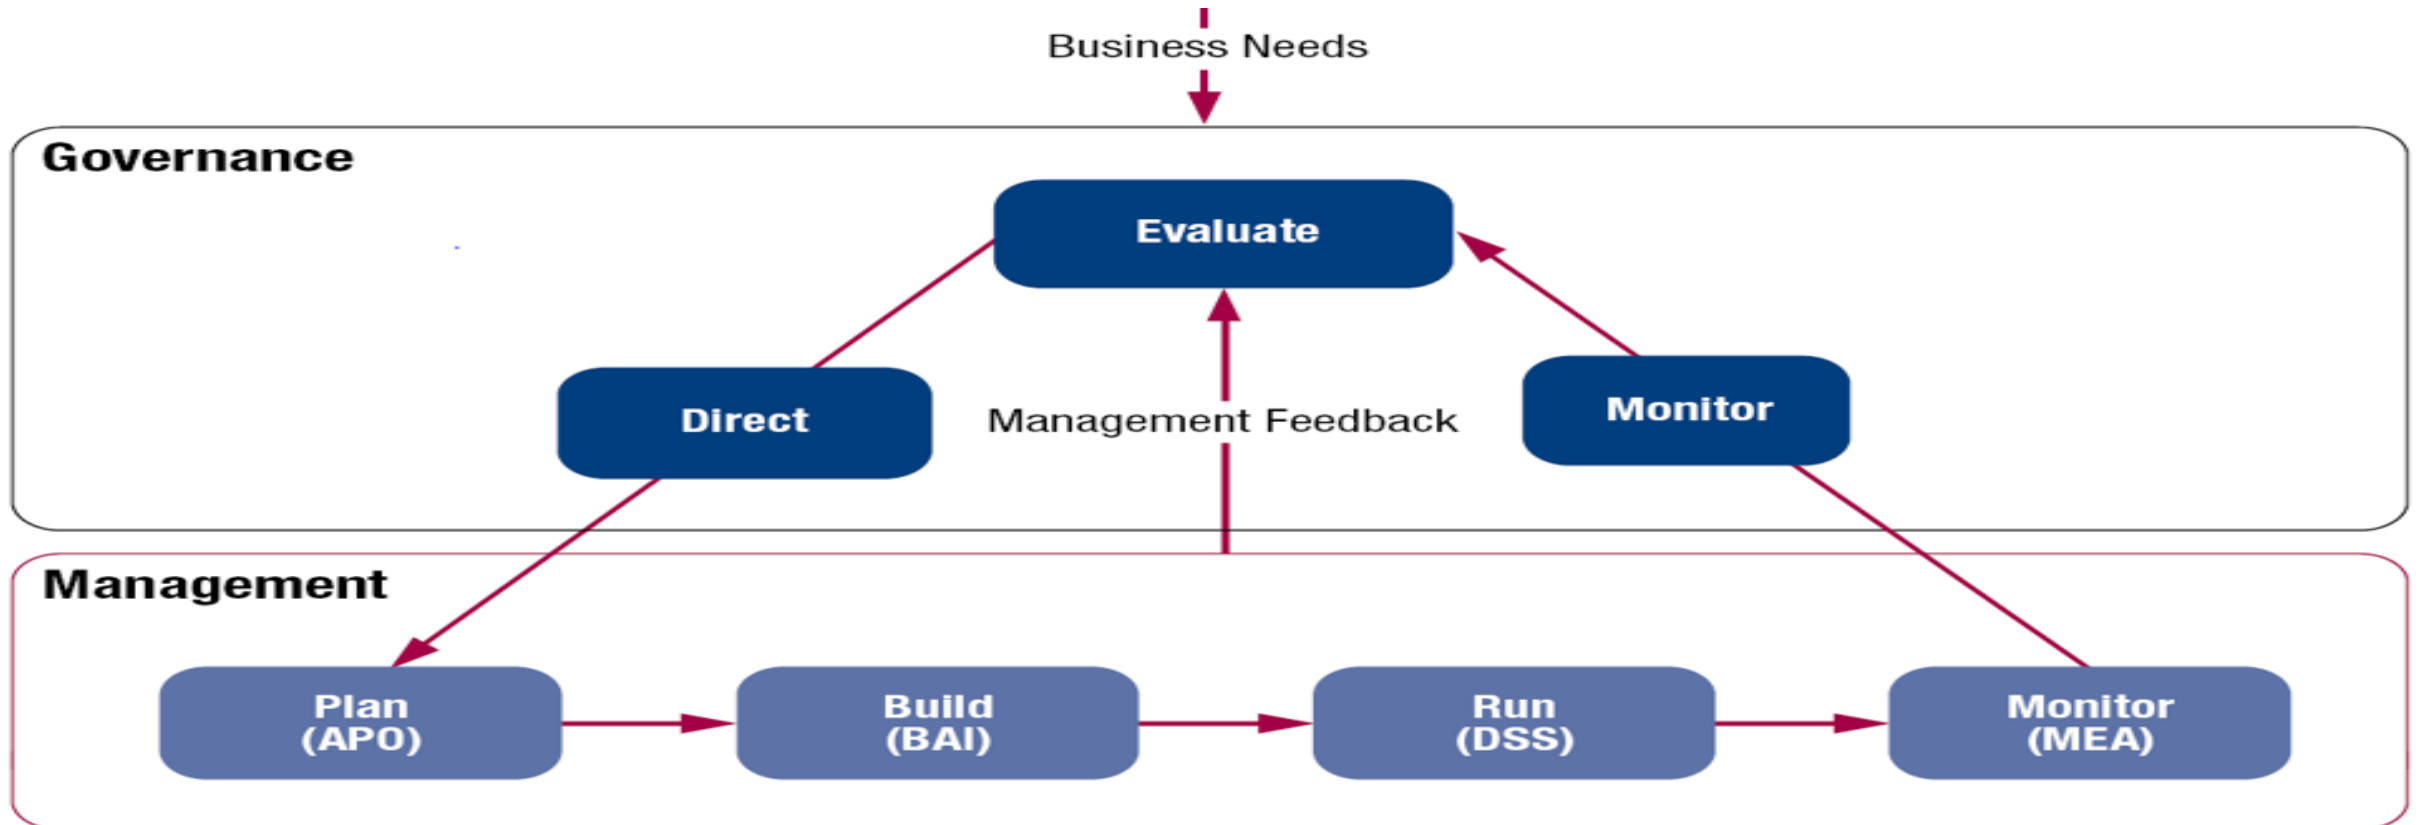 Business Needs
Governance
Evaluate
Direct
Management Feedback
Monitor
Management
Plan
(APO)
Build
(BAI)
Run
(DSS)
Monitor
(MEA)